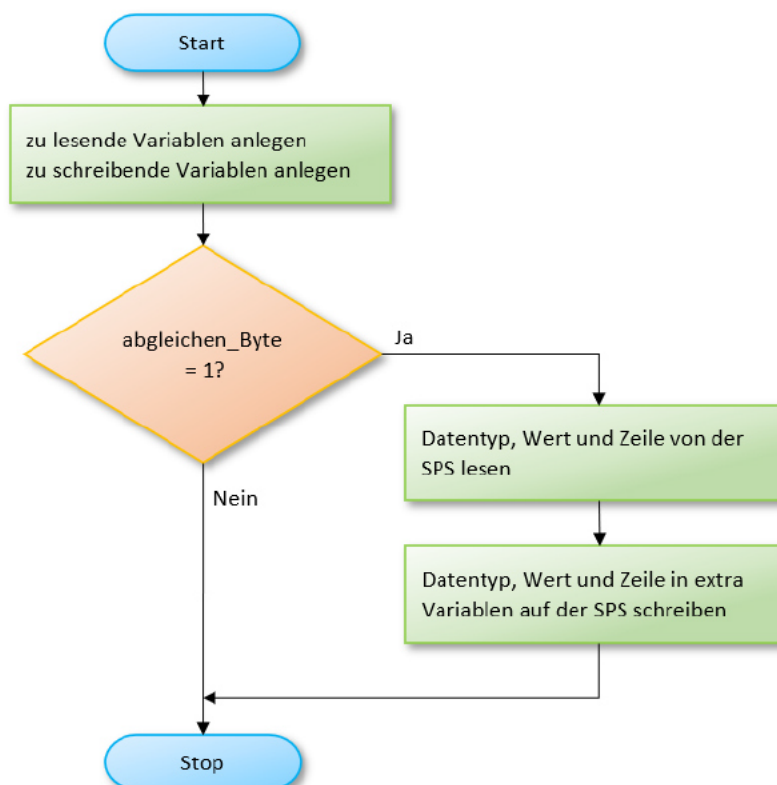 Start
zu lesende Variablen anlegen
zu schreibende Variablen anlegen
abgleichen_Byte
= 1?
Ja
Datentyp, Wert und Zeile von der
SPS lesen
Nein
Datentyp, Wert und Zeile in extra
Variablen auf der SPS schreiben
Stop